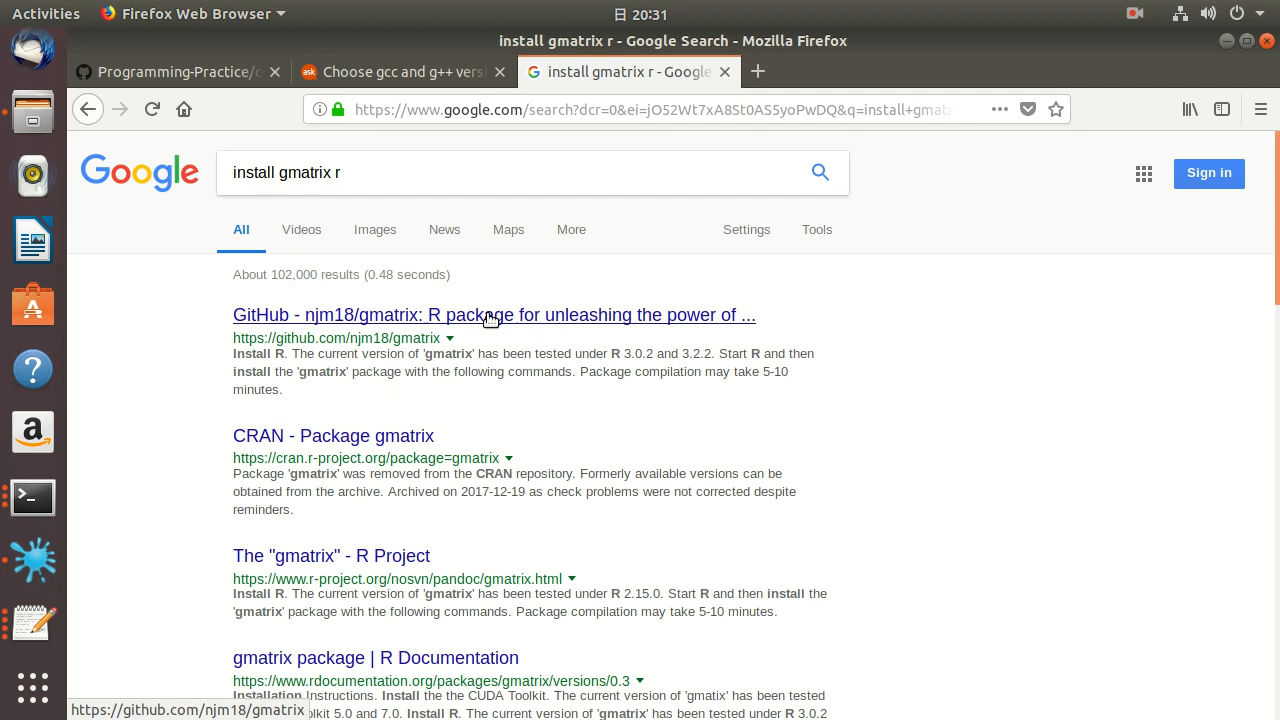 Activities Firefox Web Browser 日 20:31
install gmatrix r - Google Search - Mozilla Firefox
Programming-Practice/c ask Choose gcc and g++ versi install gmatrix r - Google
https://www.google.com/search?dcr=0&ei=jO52Wt7xA8St0AS5yoPwDQ&q=install+gmat
Google install gmatrix r Sign in
All Videos Images News Maps More Settings Tools
About 102,000 results (0.48 seconds)
GitHub - njm18/gmatrix: R package for unleashing the power of ...
https://github.com/njm18/gmatrix
Install R. The current version of 'gmatrix' has been tested under R 3.0.2 and 3.2.2. Start R and then
install the 'gmatrix' package with the following commands. Package compilation may take 5-10
minutes.
CRAN - Package gmatrix
https://cran.r-project.org/package=gmatrix
Package 'gmatrix' was removed from the CRAN repository. Formerly available versions can be
obtained from the archive. Archived on 2017-12-19 as check problems were not corrected despite
reminders.
The "gmatrix" - R Project
https://www.r-project.org/nosvn/pandoc/gmatrix.html
Install R. The current version of 'gmatrix' has been tested under R 2.15.0. Start R and then install the
'gmatrix' package with the following commands. Package compilation may take 5-10 minutes.
gmatrix package | R Documentation
https://www.rdocumentation.org/packages/gmatrix/versions/0.3
Installation Instructions. Install the the CUDA Toolkit. The current version of 'gmatix' has been tested
https://github.com/njm18/gmatrix olkit 5.0 and 7.0. Install R. The current version of 'gmatrix' has been tested under R 3.0.2